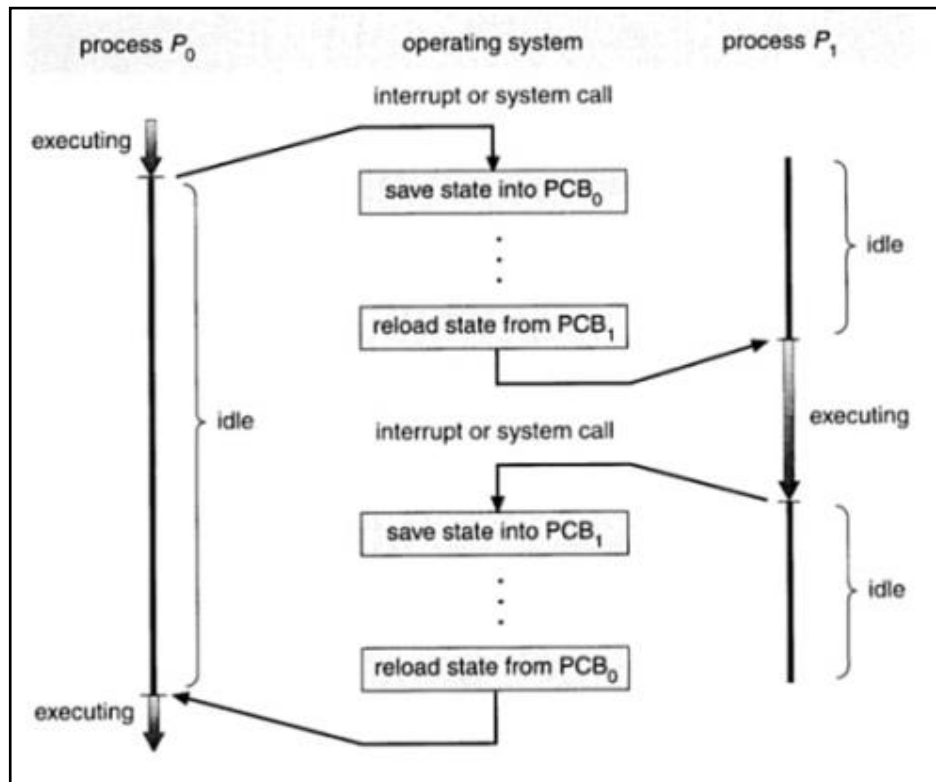 process P0
operating system
process P1
interrupt or system call
executing
save state into PCB0
idle
reload state from PCB1
idle
executing
interrupt or system call
save state into PCB1
idle
reload state from PCB0
executing